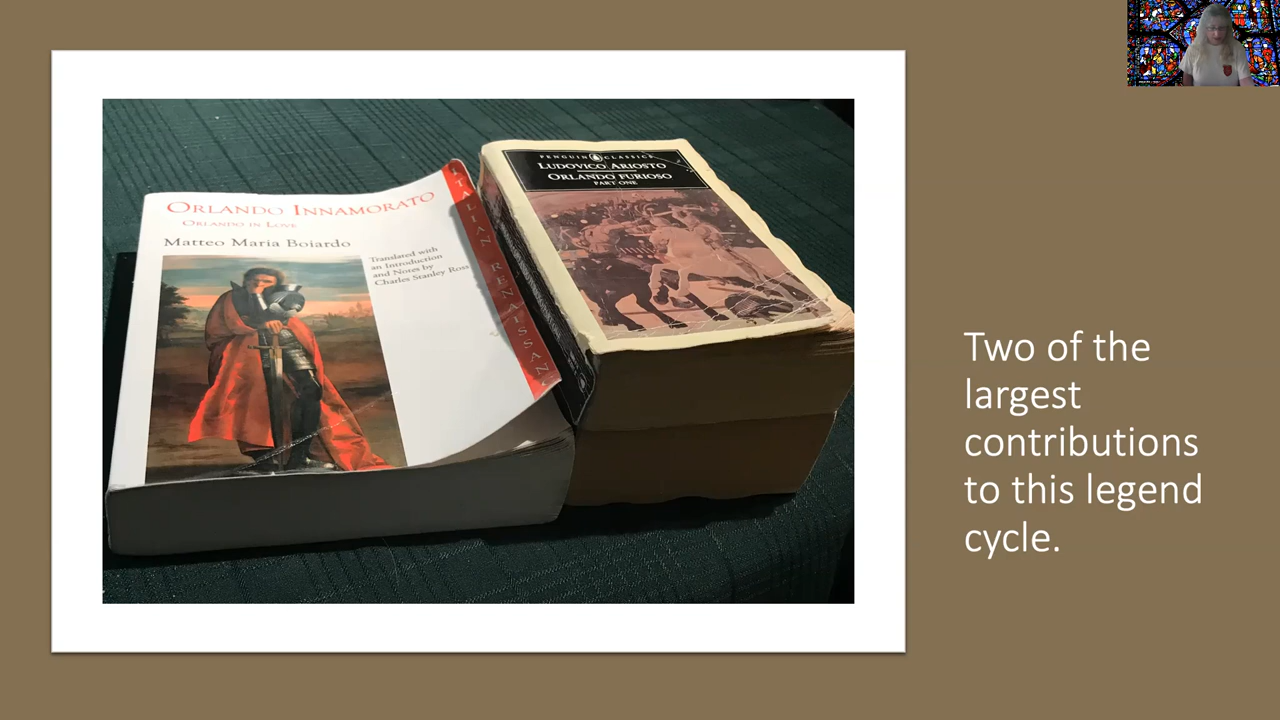 ORLANDO INNAMORATO
ORLANDO IN LOVE
Matteo Maria Boiardo
Translated with
an Introduction
and Notes by
Charles Stanley Ross
ITALIAN RENAISSAN
PENGUIN CLASSICS
LUDOVICO ARIOSTO
ORLANDO FURIOSO
PART ONE
Two of the
largest
contributions
to this legend
cycle.